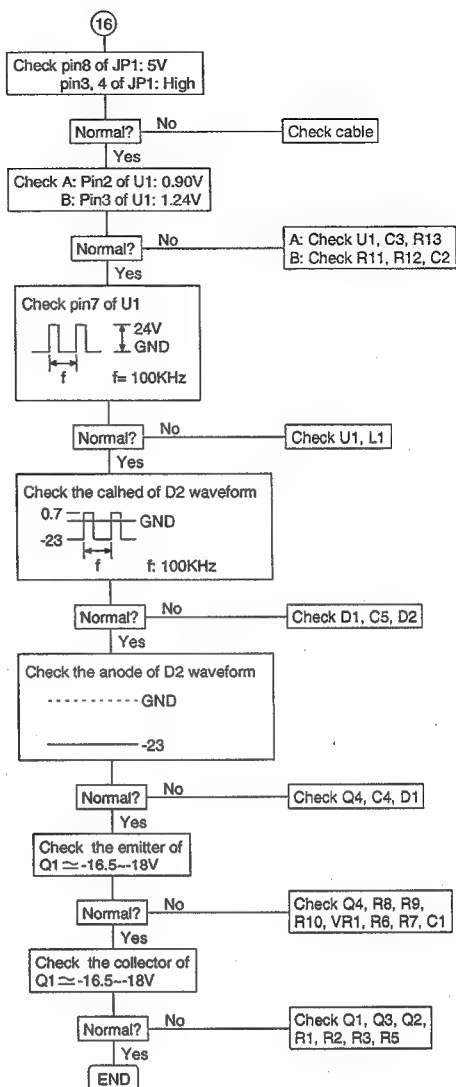 16
Check pin8 of JP1: 5V
pin3, 4 of JP1: High
Normal?
No
Check cable
Yes
Check A: Pin2 of U1: 0.90V
B: Pin3 of U1: 1.24V
Normal?
No
A: Check U1, C3, R13
B: Check R11, R12, C2
Yes
Check pin7 of U1
24V
GND
f
f= 100KHz
Normal?
No
Check U1, L1
Yes
Check the calhed of D2 waveform
0.7
GND
-23
f
f: 100KHz
Normal?
No
Check D1, C5, D2
Yes
Check the anode of D2 waveform
GND
-23
Normal?
No
Check Q4, C4, D1
Yes
Check the emitter of
Q1≃-16.5~-18V
Normal?
No
Check Q4, R8, R9,
R10, VR1, R6, R7, C1
Yes
Check the collector of
Q1≃-16.5~-18V
Normal?
No
Check Q1, Q3, Q2,
R1, R2, R3, R5
Yes
END